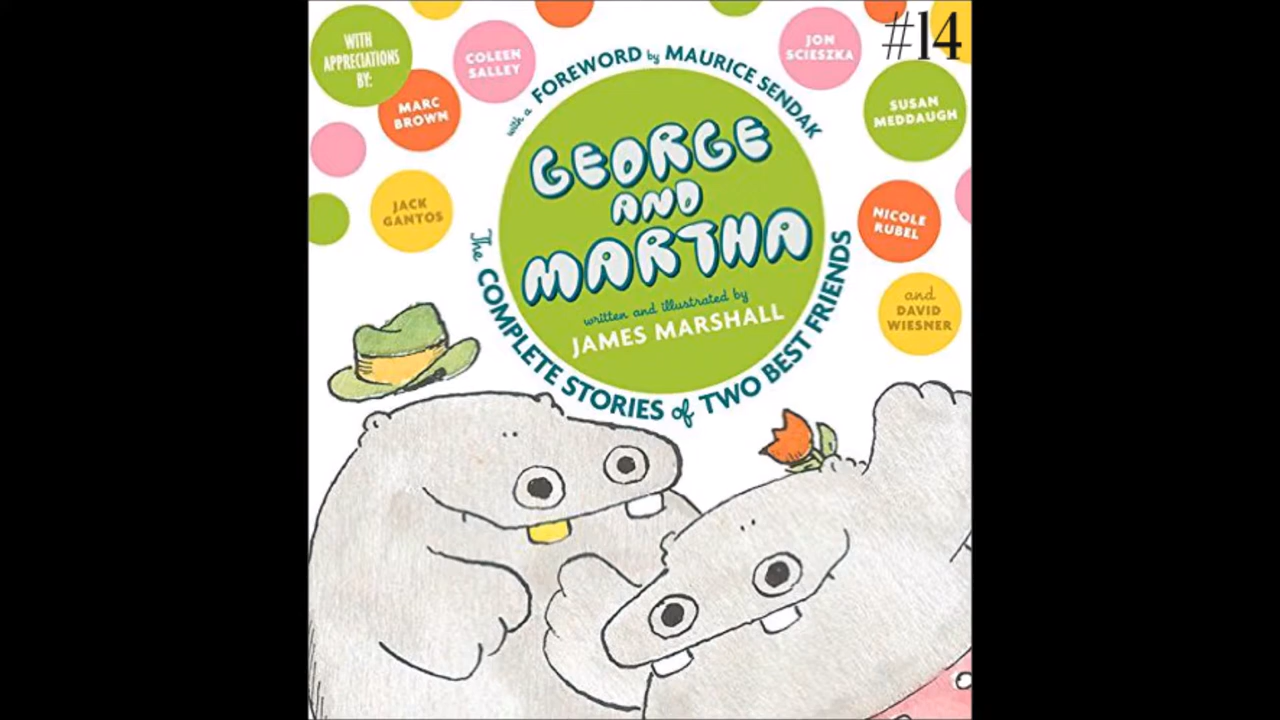 #14
WITH
APPRECIATIONS
BY:
COLEEN
SALLEY
MARC
BROWN
JACK
GANTOS
JON
SCIESZKA
SUSAN
MEDDAUGH
NICOLE
RUBEL
and
DAVID
WIESNER
with a FOREWORD by MAURICE SENDAK
GEORGE
AND
MARTHA
written and illustrated by
JAMES MARSHALL
The COMPLETE STORIES of TWO BEST FRIENDS